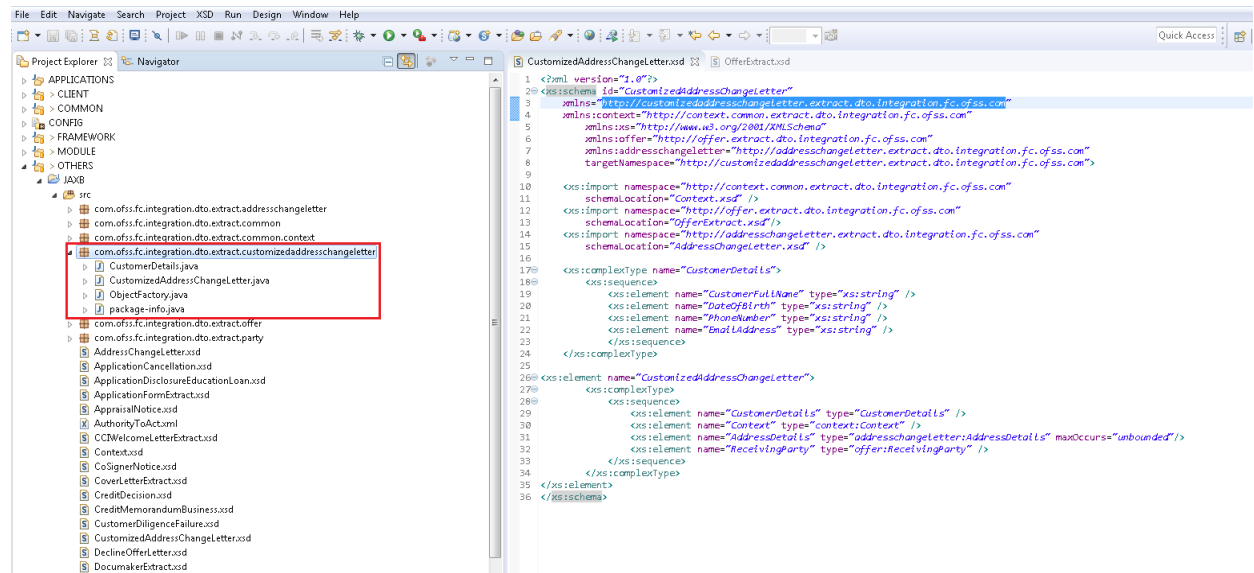 File Edit Navigate Search Project XSD Run Design Window Help
Quick Access
Project Explorer Navigator
APPLICATIONS
> CLIENT
> COMMON
CONFIG
> FRAMEWORK
> MODULE
> OTHERS
JAXB
src
com.ofss.fc.integration.dto.extract.addresschangeletter
com.ofss.fc.integration.dto.extract.common
com.ofss.fc.integration.dto.extract.common.context
com.ofss.fc.integration.dto.extract.customizedaddresschangeletter
CustomerDetails.java
CustomizedAddressChangeLetter.java
ObjectFactory.java
package-info.java
com.ofss.fc.integration.dto.extract.offer
com.ofss.fc.integration.dto.extract.party
AddressChangeLetter.xsd
ApplicationCancellation.xsd
ApplicationDisclosureEducationLoan.xsd
ApplicationFormExtract.xsd
AppraisalNotice.xsd
AuthorityToAct.xml
CCIWelcomeLetterExtract.xsd
Context.xsd
CoSignerNotice.xsd
CoverLetterExtract.xsd
CreditDecision.xsd
CreditMemorandumBusiness.xsd
CustomerDiligenceFailure.xsd
CustomizedAddressChangeLetter.xsd
DeclineOfferLetter.xsd
DocumakerExtract.xsd
CustomizedAddressChangeLetter.xsd OfferExtract.xsd
1 <?xml version="1.0"?>
2 <xs:schema id="CustomizedAddressChangeLetter"
3 xmlns="http://customizedaddresschangeletter.extract.dto.integration.fc.ofss.com"
4 xmlns:context="http://context.common.extract.dto.integration.fc.ofss.com"
5 xmlns:xs="http://www.w3.org/2001/XMLSchema"
6 xmlns:offer="http://offer.extract.dto.integration.fc.ofss.com"
7 xmlns:addresschangeletter="http://addresschangeletter.extract.dto.integration.fc.ofss.com"
8 targetNamespace="http://customizedaddresschangeletter.extract.dto.integration.fc.ofss.com">
9
10 <xs:import namespace="http://context.common.extract.dto.integration.fc.ofss.com"
11 schemaLocation="Context.xsd" />
12 <xs:import namespace="http://offer.extract.dto.integration.fc.ofss.com"
13 schemaLocation="OfferExtract.xsd"/>
14 <xs:import namespace="http://addresschangeletter.extract.dto.integration.fc.ofss.com"
15 schemaLocation="AddressChangeLetter.xsd" />
16
17 <xs:complexType name="CustomerDetails">
18 <xs:sequence>
19 <xs:element name="CustomerFullName" type="xs:string" />
20 <xs:element name="DateOfBirth" type="xs:string" />
21 <xs:element name="PhoneNumber" type="xs:string" />
22 <xs:element name="EmailAddress" type="xs:string" />
23 </xs:sequence>
24 </xs:complexType>
25
26 <xs:element name="CustomizedAddressChangeLetter">
27 <xs:complexType>
28 <xs:sequence>
29 <xs:element name="CustomerDetails" type="CustomerDetails" />
30 <xs:element name="Context" type="context:Context" />
31 <xs:element name="AddressDetails" type="addresschangeletter:AddressDetails" maxOccurs="unbounded"/>
32 <xs:element name="ReceivingParty" type="offer:ReceivingParty" />
33 </xs:sequence>
34 </xs:complexType>
35 </xs:element>
36 </xs:schema>